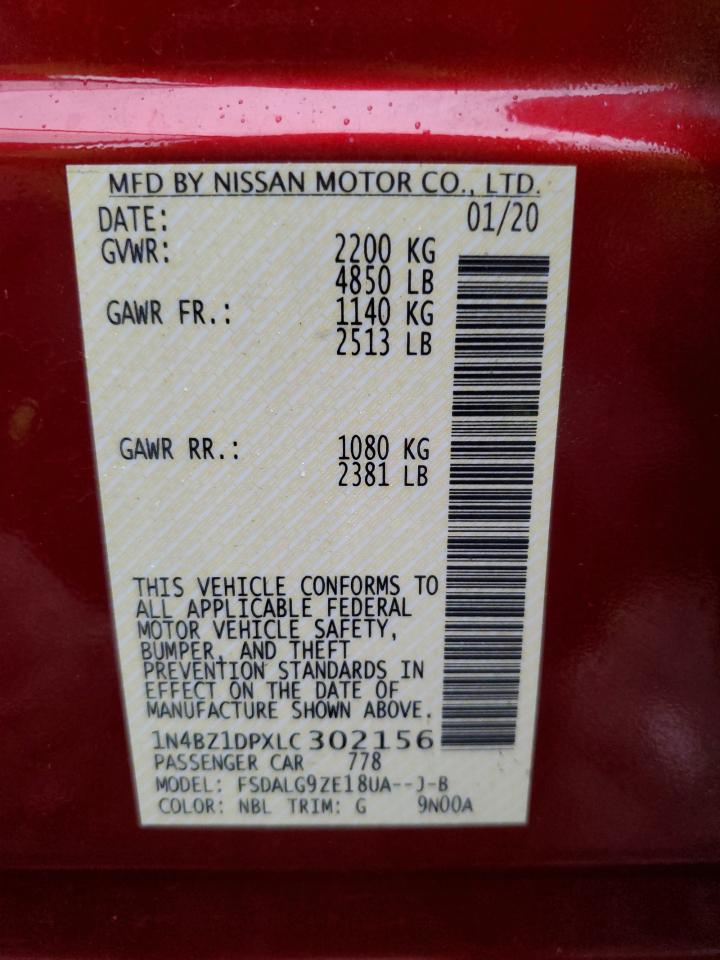 MFD BY NISSAN MOTOR CO., LTD.
DATE: 01/20
GVWR: 2200 KG
4850 LB
GAWR FR.: 1140 KG
2513 LB
GAWR RR.: 1080 KG
2381 LB
THIS VEHICLE CONFORMS TO
ALL APPLICABLE FEDERAL
MOTOR VEHICLE SAFETY,
BUMPER, AND THEFT
PREVENTION STANDARDS IN
EFFECT ON THE DATE OF
MANUFACTURE SHOWN ABOVE.
1N4BZ1DPXLC302156
PASSENGER CAR 778
MODEL: FSDALG9ZE18UA--J-B
COLOR: NBL TRIM: G 9N00A